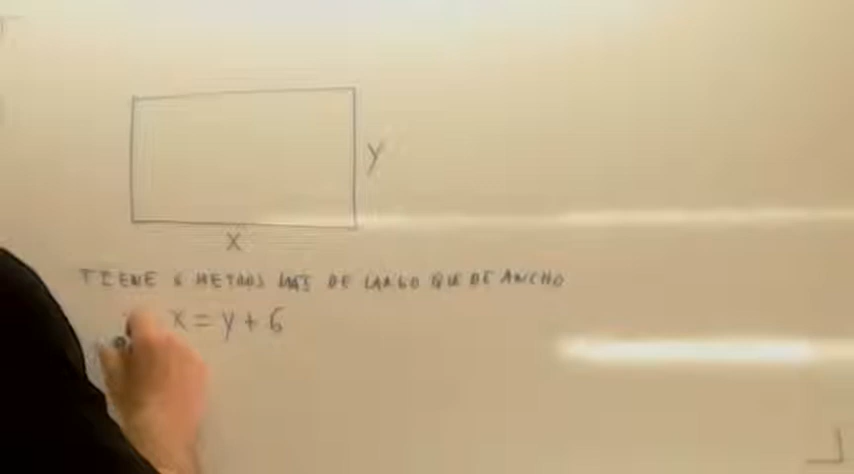 y
x
TIENE 6 METROS MÁS DE LARGO QUE DE ANCHO
x = y + 6